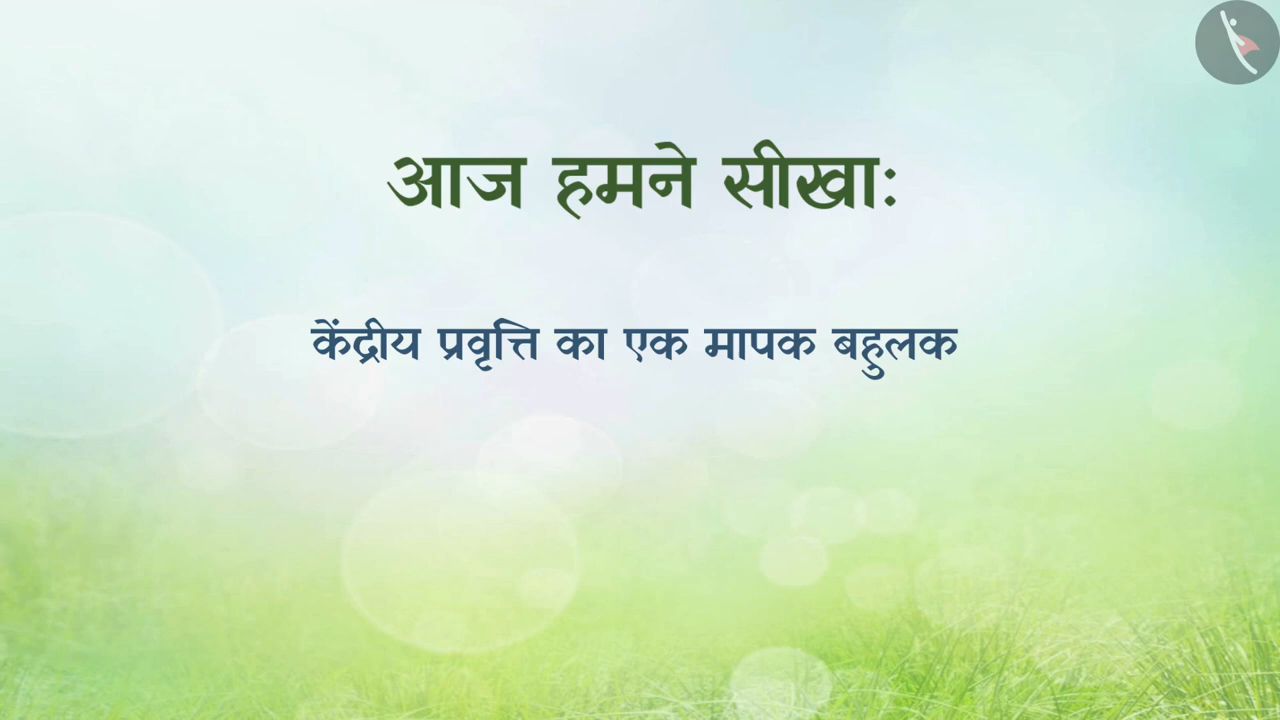 आज हमने सीखा:
केंद्रीय प्रवृत्ति का एक मापक बहुलक